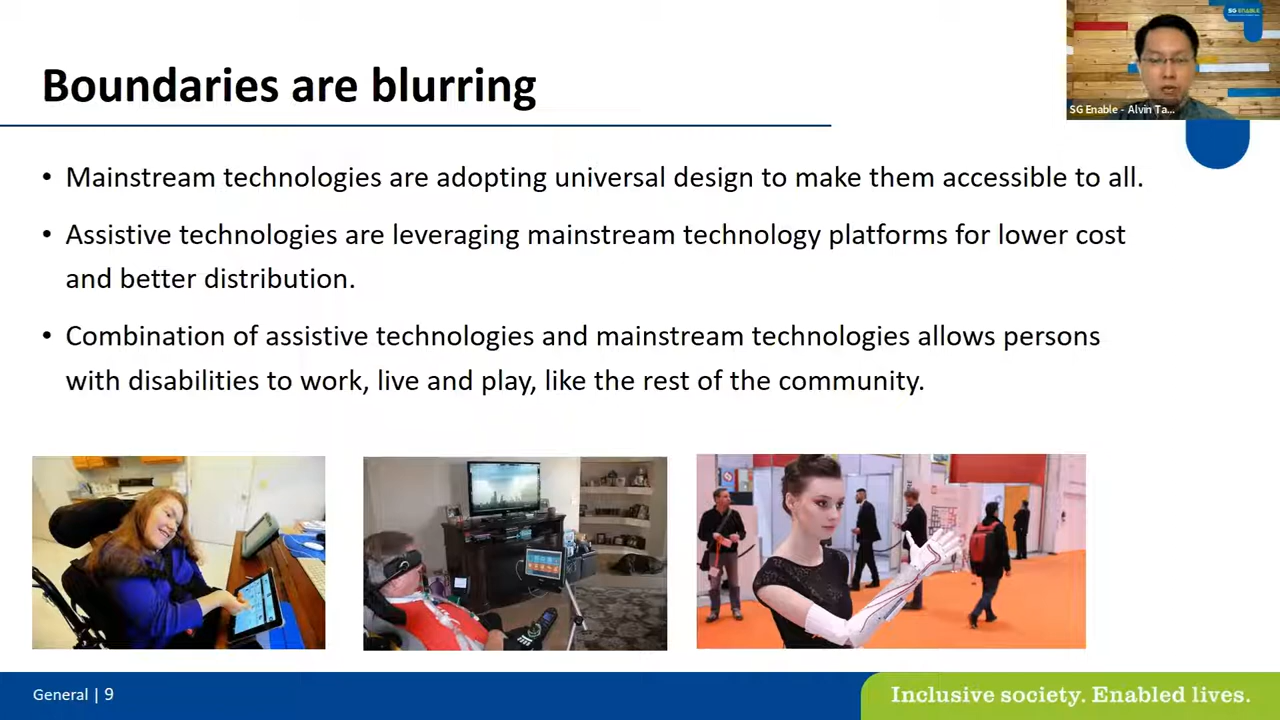 Boundaries are blurring
SG ENABLE
SG Enable - Alvin Ta...
• Mainstream technologies are adopting universal design to make them accessible to all.
• Assistive technologies are leveraging mainstream technology platforms for lower cost
and better distribution.
• Combination of assistive technologies and mainstream technologies allows persons
with disabilities to work, live and play, like the rest of the community.
General | 9
Inclusive society. Enabled lives.